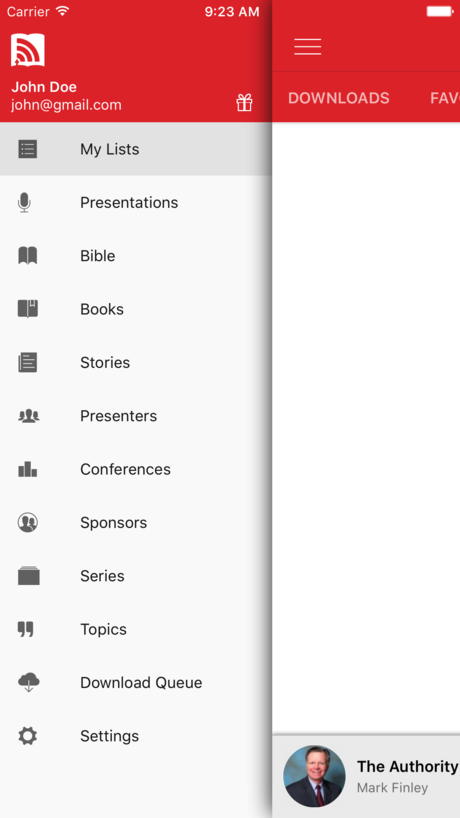 Carrier 9:23 AM
John Doe
john@gmail.com
DOWNLOADS
My Lists
Presentations
Bible
Books
Stories
Presenters
Conferences
Sponsors
Series
Topics
Download Queue
Settings
The Authority
Mark Finley